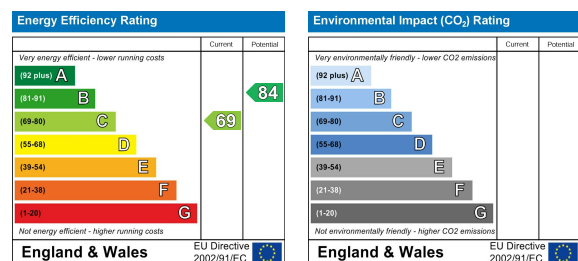 Energy Efficiency Rating
Current Potential
Very energy efficient - lower running costs
(92 plus) A
(81-91) B
84
(69-80) C
69
(55-68) D
(39-54) E
(21-38) F
(1-20) G
Not energy efficient - higher running costs
England & Wales
EU Directive
2002/91/EC
Environmental Impact (CO2) Rating
Current Potential
Very environmentally friendly - lower CO2 emissions
(92 plus) A
(81-91) B
(69-80) C
(55-68) D
(39-54) E
(21-38) F
(1-20) G
Not environmentally friendly - higher CO2 emissions
England & Wales
EU Directive
2002/91/EC